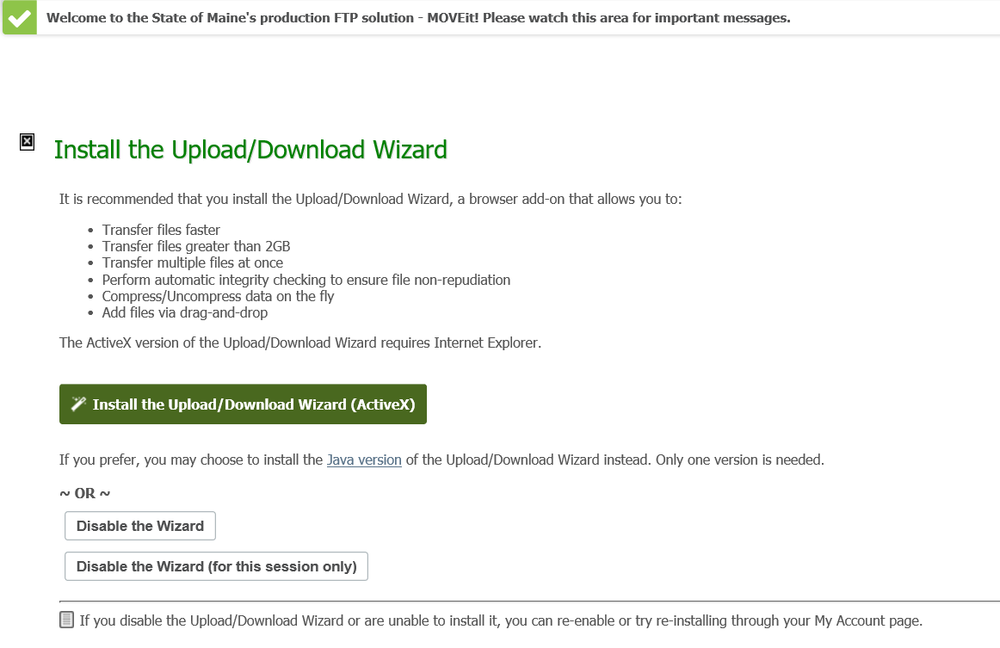 Welcome to the State of Maine's production FTP solution - MOVEit! Please watch this area for important messages.
Install the Upload/Download Wizard
It is recommended that you install the Upload/Download Wizard, a browser add-on that allows you to:
• Transfer files faster
• Transfer files greater than 2GB
• Transfer multiple files at once
• Perform automatic integrity checking to ensure file non-repudiation
• Compress/Uncompress data on the fly
• Add files via drag-and-drop
The ActiveX version of the Upload/Download Wizard requires Internet Explorer.
Install the Upload/Download Wizard (ActiveX)
If you prefer, you may choose to install the Java version of the Upload/Download Wizard instead. Only one version is needed.
~ OR ~
Disable the Wizard
Disable the Wizard (for this session only)
If you disable the Upload/Download Wizard or are unable to install it, you can re-enable or try re-installing through your My Account page.